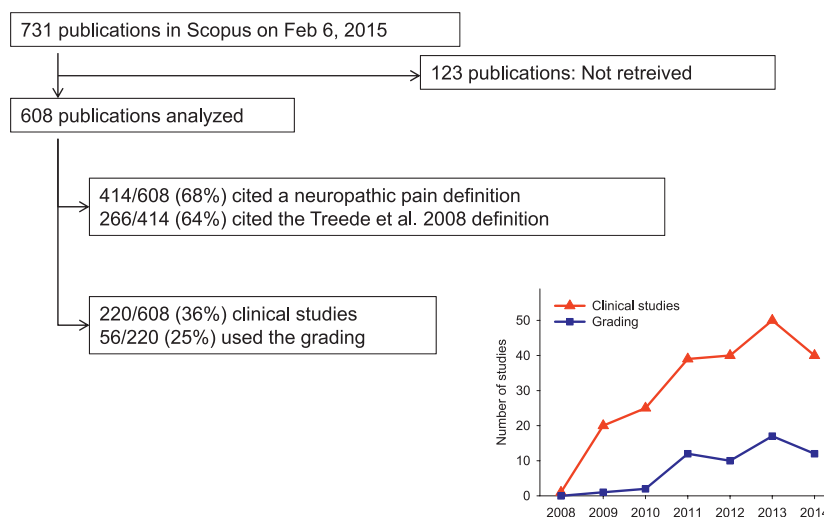 731 publications in Scopus on Feb 6, 2015
123 publications: Not retreived
608 publications analyzed
414/608 (68%) cited a neuropathic pain definition
266/414 (64%) cited the Treede et al. 2008 definition
220/608 (36%) clinical studies
56/220 (25%) used the grading
Clinical studies
Grading
Number of studies
50
40
30
20
10
0
2008 2009 2010 2011 2012 2013 2014